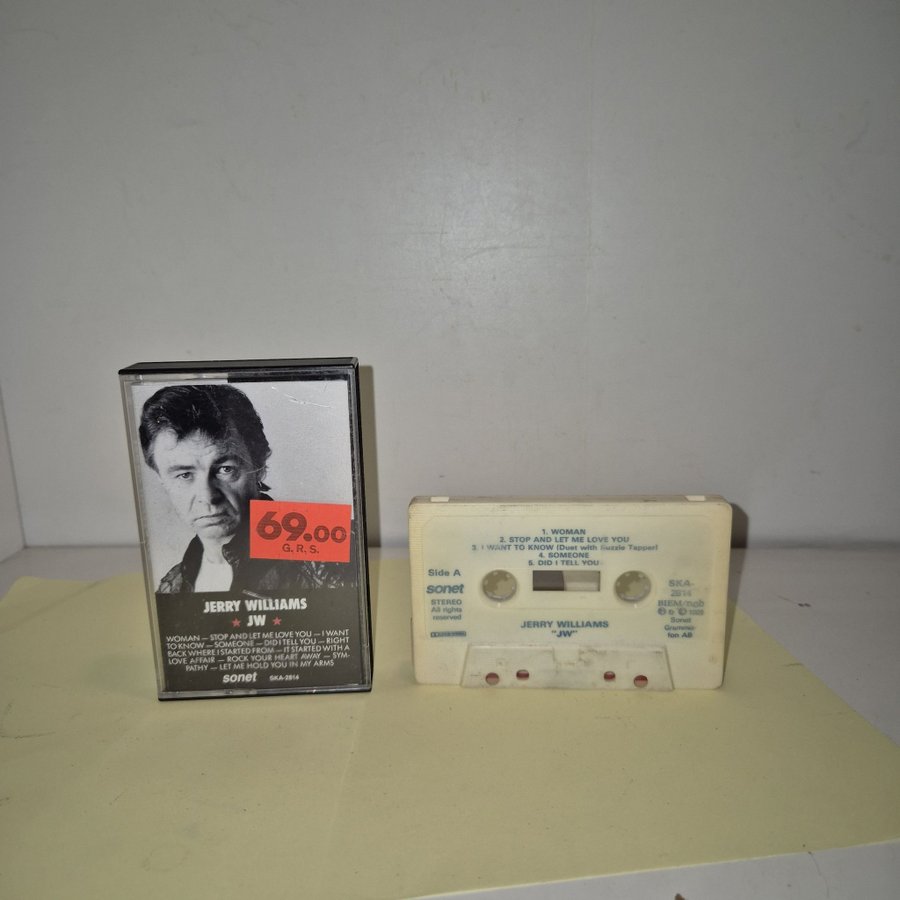 69.00
G.R.S.
JERRY WILLIAMS
★ JW ★
WOMAN — STOP AND LET ME LOVE YOU — I WANT
TO KNOW — SOMEONE — DID I TELL YOU — RIGHT
BACK WHERE I STARTED FROM — IT STARTED WITH A
LOVE AFFAIR — ROCK YOUR HEART AWAY — SYM-
PATHY — LET ME HOLD YOU IN MY ARMS
sonet SKA-2814
1. WOMAN
2. STOP AND LET ME LOVE YOU
3. I WANT TO KNOW (Duet with Nuzzie Tapper)
4. SOMEONE
5. DID I TELL YOU
Side A
sonet
STEREO
All rights
reserved
SKA-
2814
BIEM/ncb
Sonet
Grammo-
fon AB
JERRY WILLIAMS
"JW"